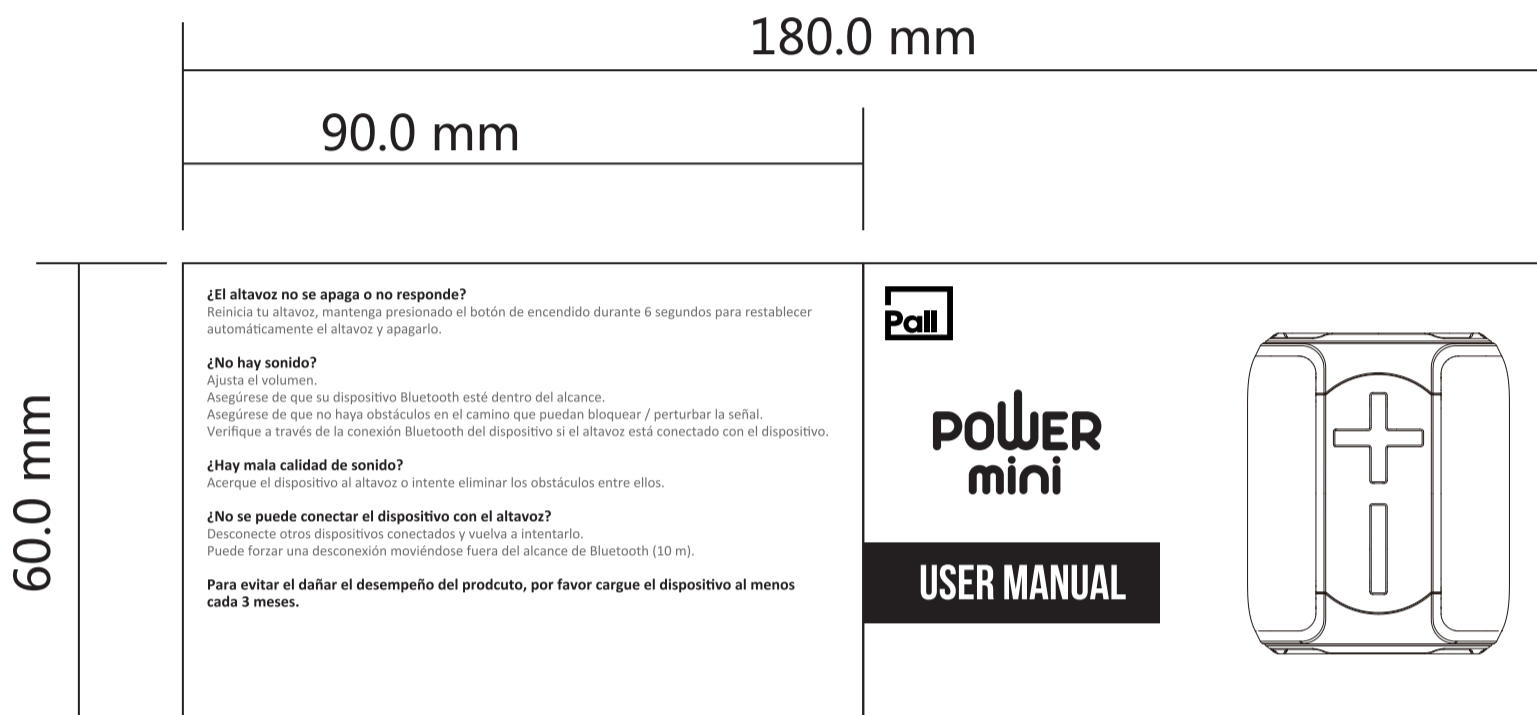 180.0 mm
90.0 mm
60.0 mm
¿El altavoz no se apaga o no responde?
Reinicia tu altavoz, mantenga presionado el botón de encendido durante 6 segundos para restablecer
automáticamente el altavoz y apagarlo.
¿No hay sonido?
Ajusta el volumen.
Asegúrese de que su dispositivo Bluetooth esté dentro del alcance.
Asegúrese de que no haya obstáculos en el camino que puedan bloquear / perturbar la señal.
Verifique a través de la conexión Bluetooth del dispositivo si el altavoz está conectado con el dispositivo.
¿Hay mala calidad de sonido?
Acerque el dispositivo al altavoz o intente eliminar los obstáculos entre ellos.
¿No se puede conectar el dispositivo con el altavoz?
Desconecte otros dispositivos conectados y vuelva a intentarlo.
Puede forzar una desconexión moviéndose fuera del alcance de Bluetooth (10 m).
Para evitar el dañar el desempeño del prodcuto, por favor cargue el dispositivo al menos
cada 3 meses.
Pall
POWER
mini
USER MANUAL